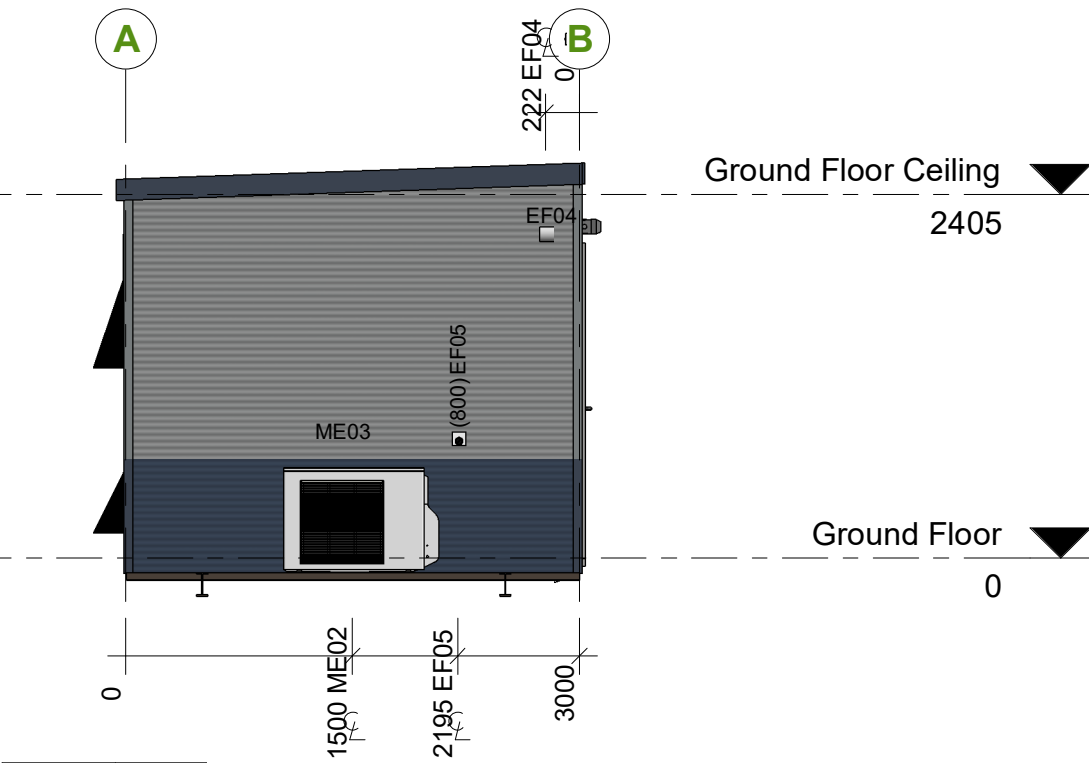 A
B
222 EF04
0
Ground Floor Ceiling
2405
EF04
(800) EF05
ME03
Ground Floor
0
0
1500 ME02
2195 EF05
3000